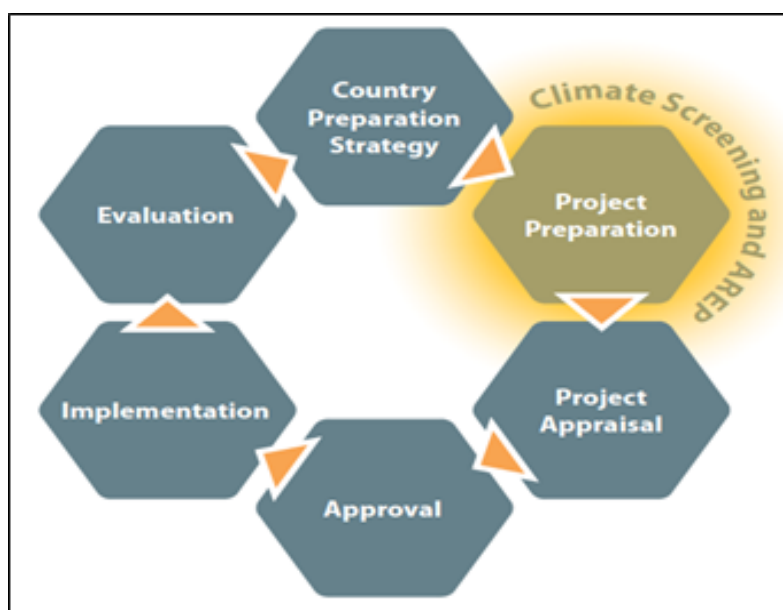 Country
Preparation
Strategy
Climate Screening and AREP
Project
Preparation
Evaluation
Project
Appraisal
Implementation
Approval